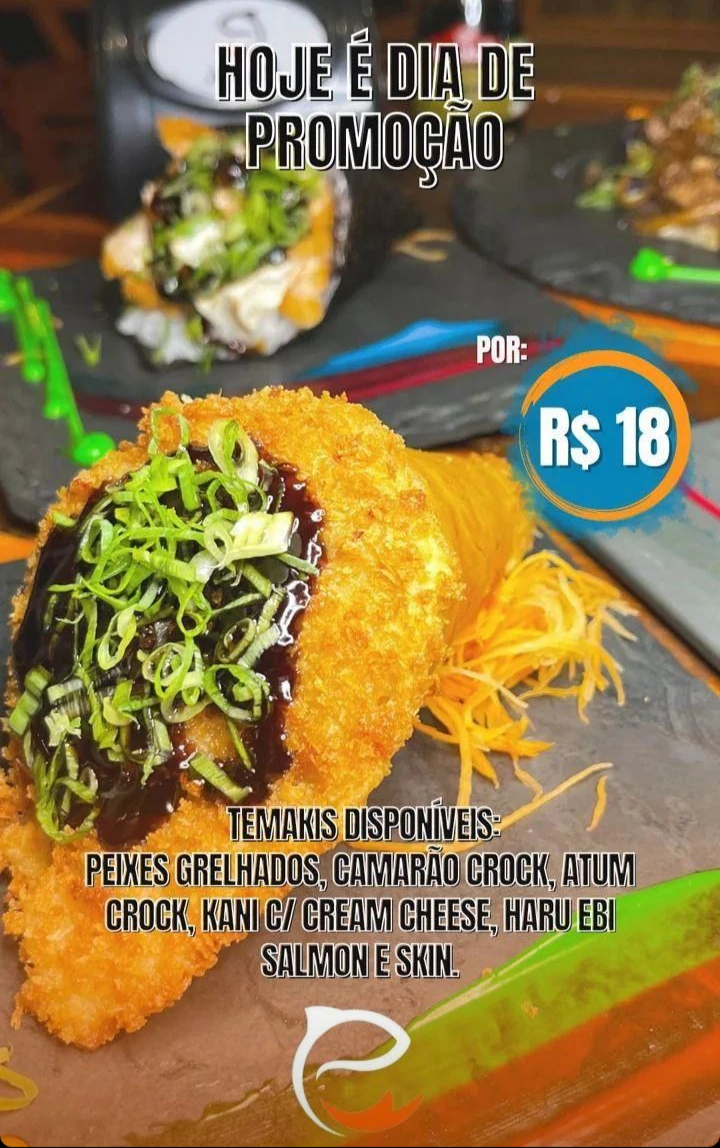 HOJE É DIA DE
PROMOÇÃO
POR:
R$ 18
TEMAKIS DISPONÍVEIS:
PEIXES GRELHADOS, CAMARÃO CROCK, ATUM
CROCK, KANI C/ CREAM CHEESE, HARU EBI
SALMON E SKIN.